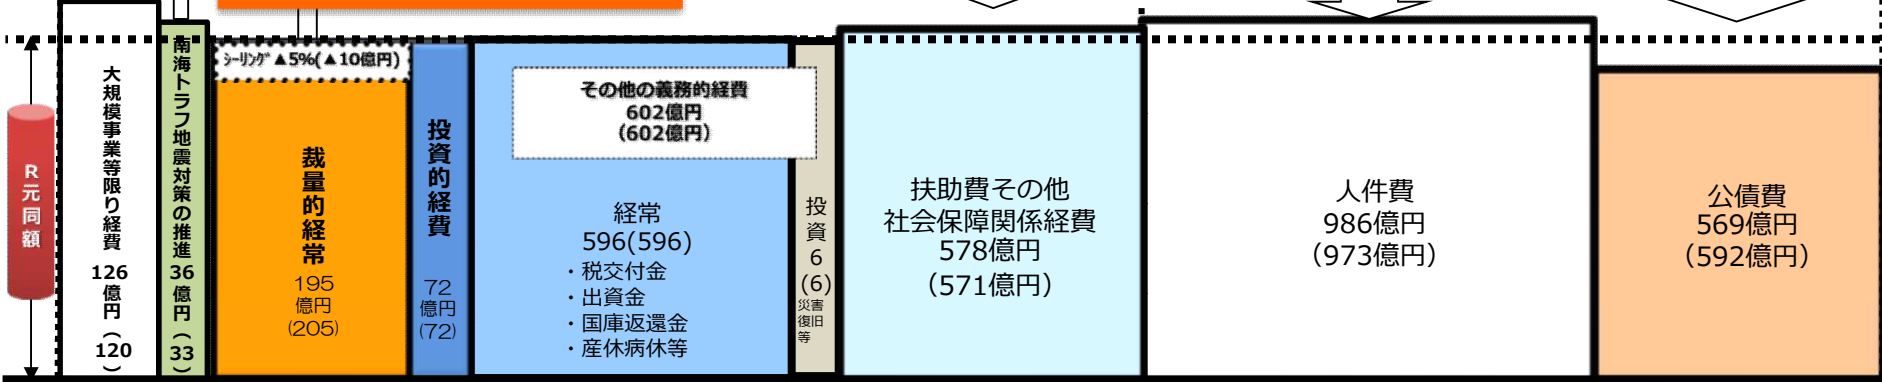 R元同額
大規模事業等限り経費
126
億円
(120)
南海トラフ地震対策の推進
36
億円
(33)
ｼｰﾘﾝｸﾞ▲5%(▲10億円)
裁量的経常
195
億円
(205)
投資的経費
72
億円
(72)
その他の義務的経費
602億円
(602億円)
経常
596(596)
・税交付金
・出資金
・国庫返還金
・産休病休等
投資
6
(6)
災害
復旧
等
扶助費その他
社会保障関係経費
578億円
(571億円)
人件費
986億円
(973億円)
公債費
569億円
(592億円)